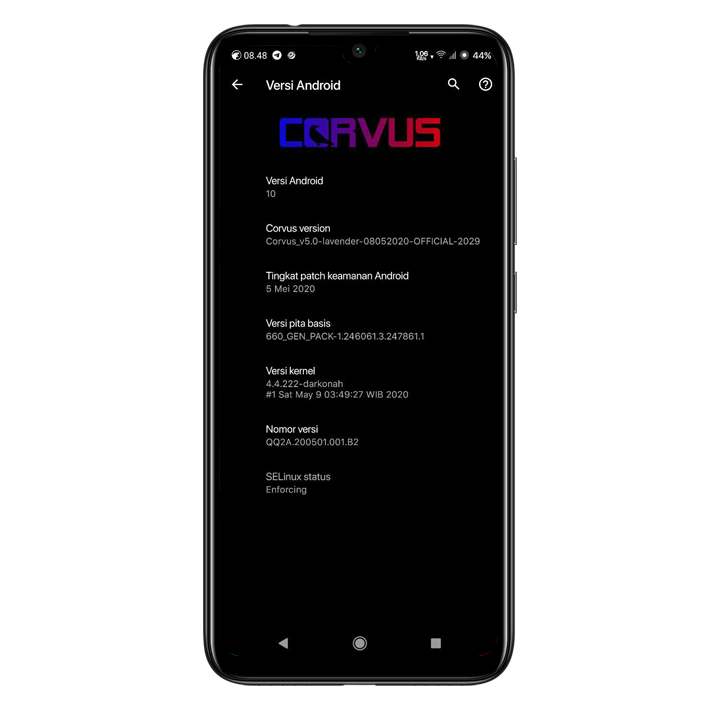 08.48
1,06
44%
Versi Android
CORVUS
Versi Android
10
Corvus version
Corvus_v5.0-lavender-08052020-OFFICIAL-2029
Tingkat patch keamanan Android
5 Mei 2020
Versi pita basis
660_GEN_PACK-1.246061.3.247861.1
Versi kernel
4.4.222-darkonah
#1 Sat May 9 03:49:27 WIB 2020
Nomor versi
QQ2A.200501.001.B2
SELinux status
Enforcing